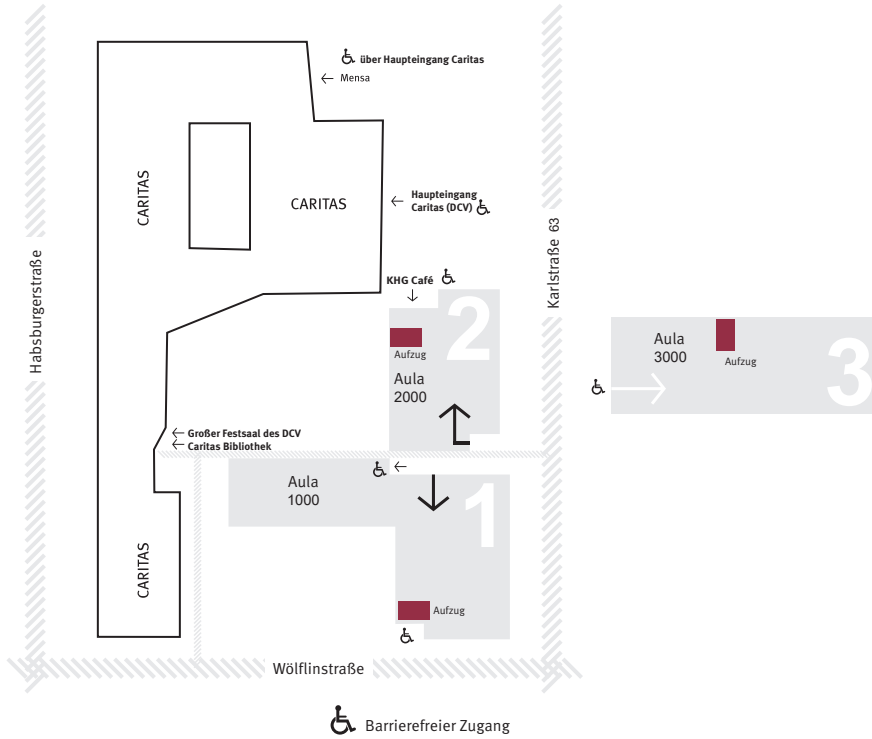 über Haupteingang Caritas
Mensa
CARITAS
CARITAS
Haupteingang
Caritas (DCV)
Habsburgerstraße
Karlstraße 63
KHG Café
2
Aufzug
Aula
2000
Aula
3000
Aufzug
3
Großer Festsaal des DCV
Caritas Bibliothek
Aula
1000
1
CARITAS
Aufzug
Wölflinstraße
Barrierefreier Zugang